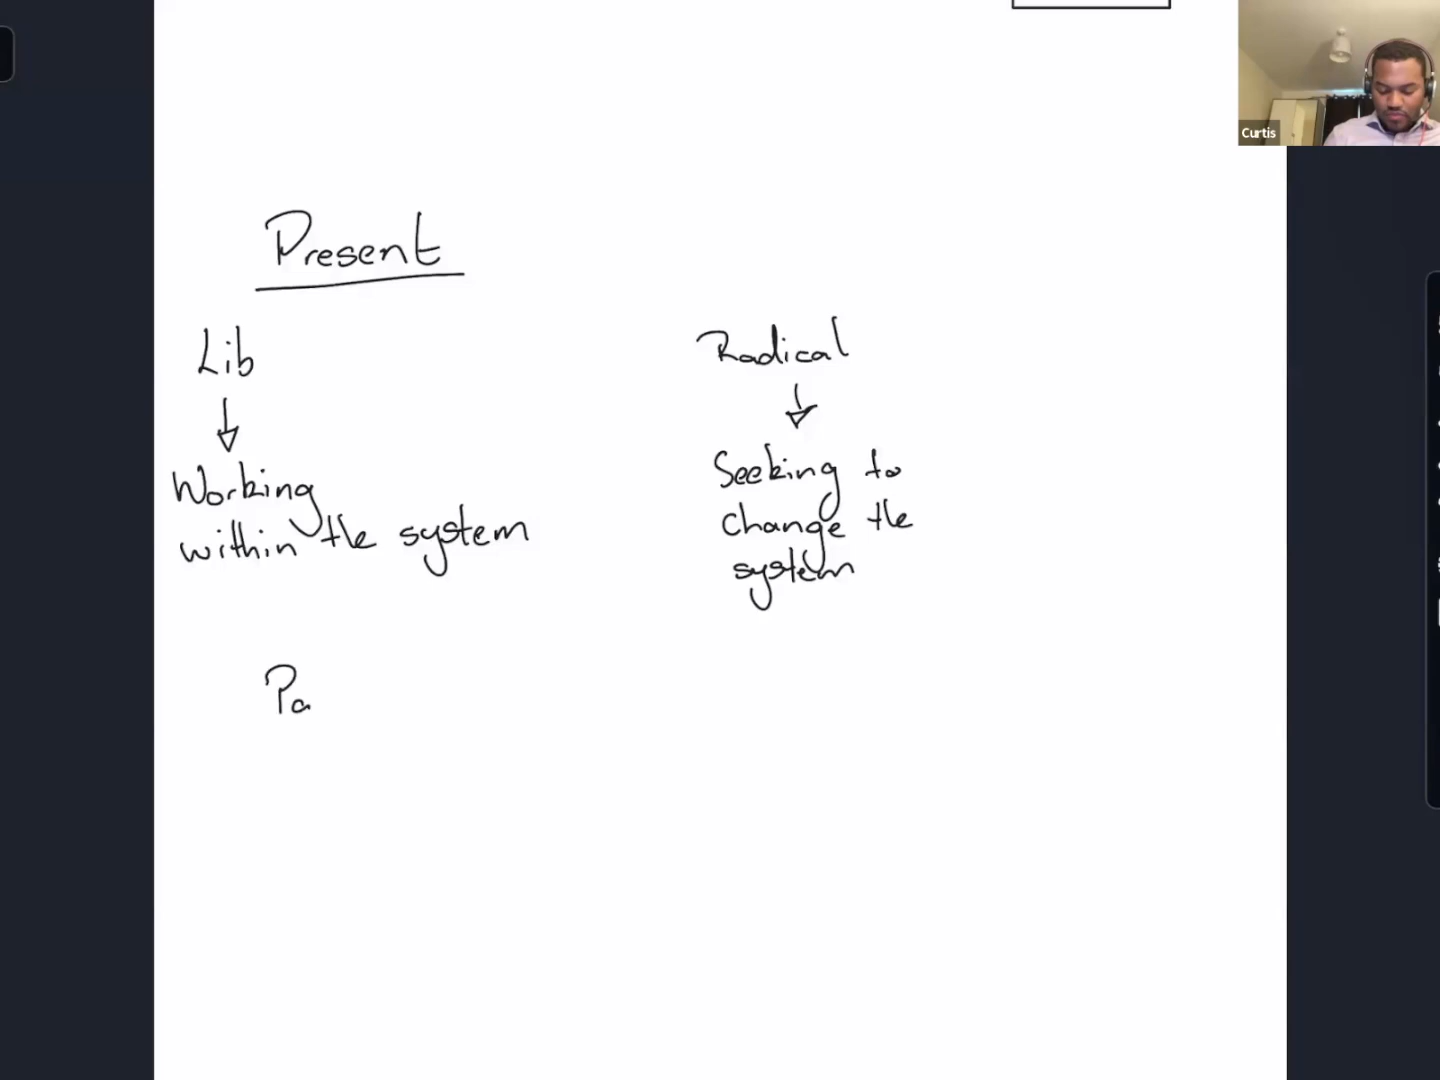 Curtis
Present
Lib
Radical
Working
within the system
Seeking to
change the
system
Pa